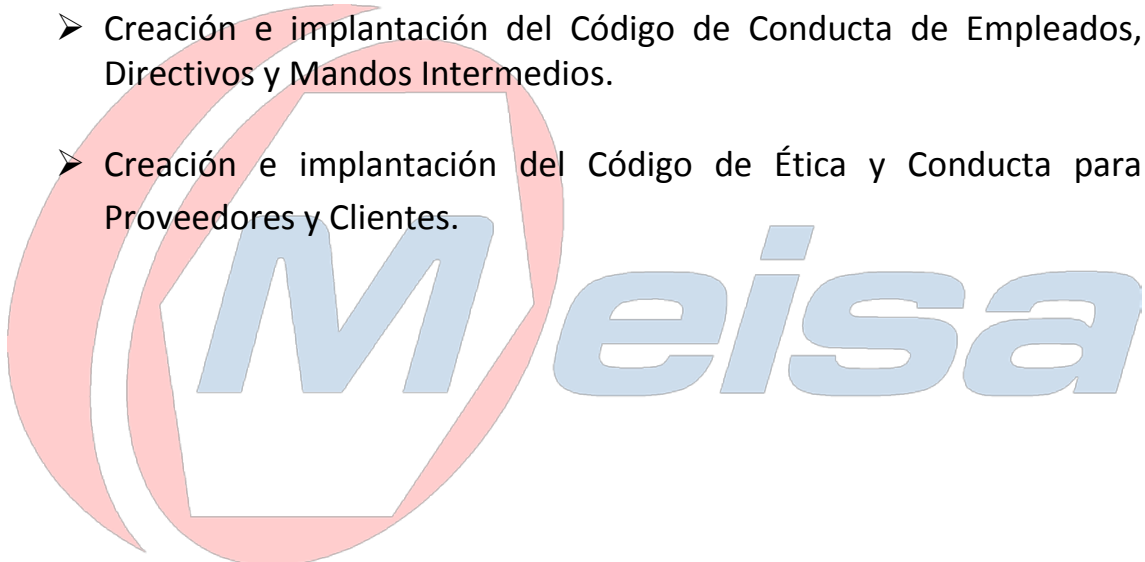 ➢ Creación e implantación del Código de Conducta de Empleados,
Directivos y Mandos Intermedios.
➢ Creación e implantación del Código de Ética y Conducta para
Proveedores y Clientes.
Meisa